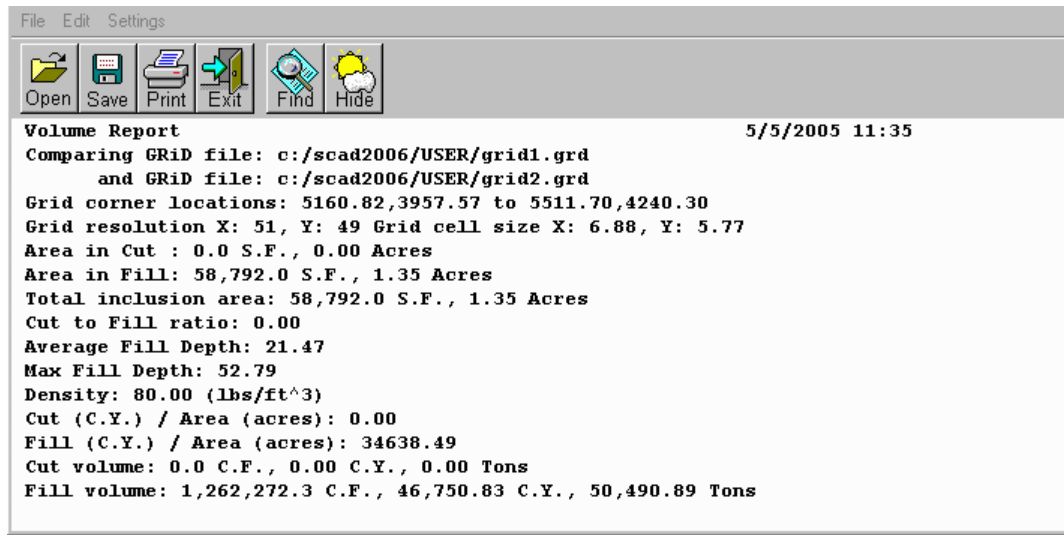 File Edit Settings
Open Save Print Exit Find Hide
Volume Report 5/5/2005 11:35
Comparing GRiD file: c:/scad2006/USER/grid1.grd
and GRiD file: c:/scad2006/USER/grid2.grd
Grid corner locations: 5160.82,3957.57 to 5511.70,4240.30
Grid resolution X: 51, Y: 49 Grid cell size X: 6.88, Y: 5.77
Area in Cut : 0.0 S.F., 0.00 Acres
Area in Fill: 58,792.0 S.F., 1.35 Acres
Total inclusion area: 58,792.0 S.F., 1.35 Acres
Cut to Fill ratio: 0.00
Average Fill Depth: 21.47
Max Fill Depth: 52.79
Density: 80.00 (lbs/ft^3)
Cut (C.Y.) / Area (acres): 0.00
Fill (C.Y.) / Area (acres): 34638.49
Cut volume: 0.0 C.F., 0.00 C.Y., 0.00 Tons
Fill volume: 1,262,272.3 C.F., 46,750.83 C.Y., 50,490.89 Tons